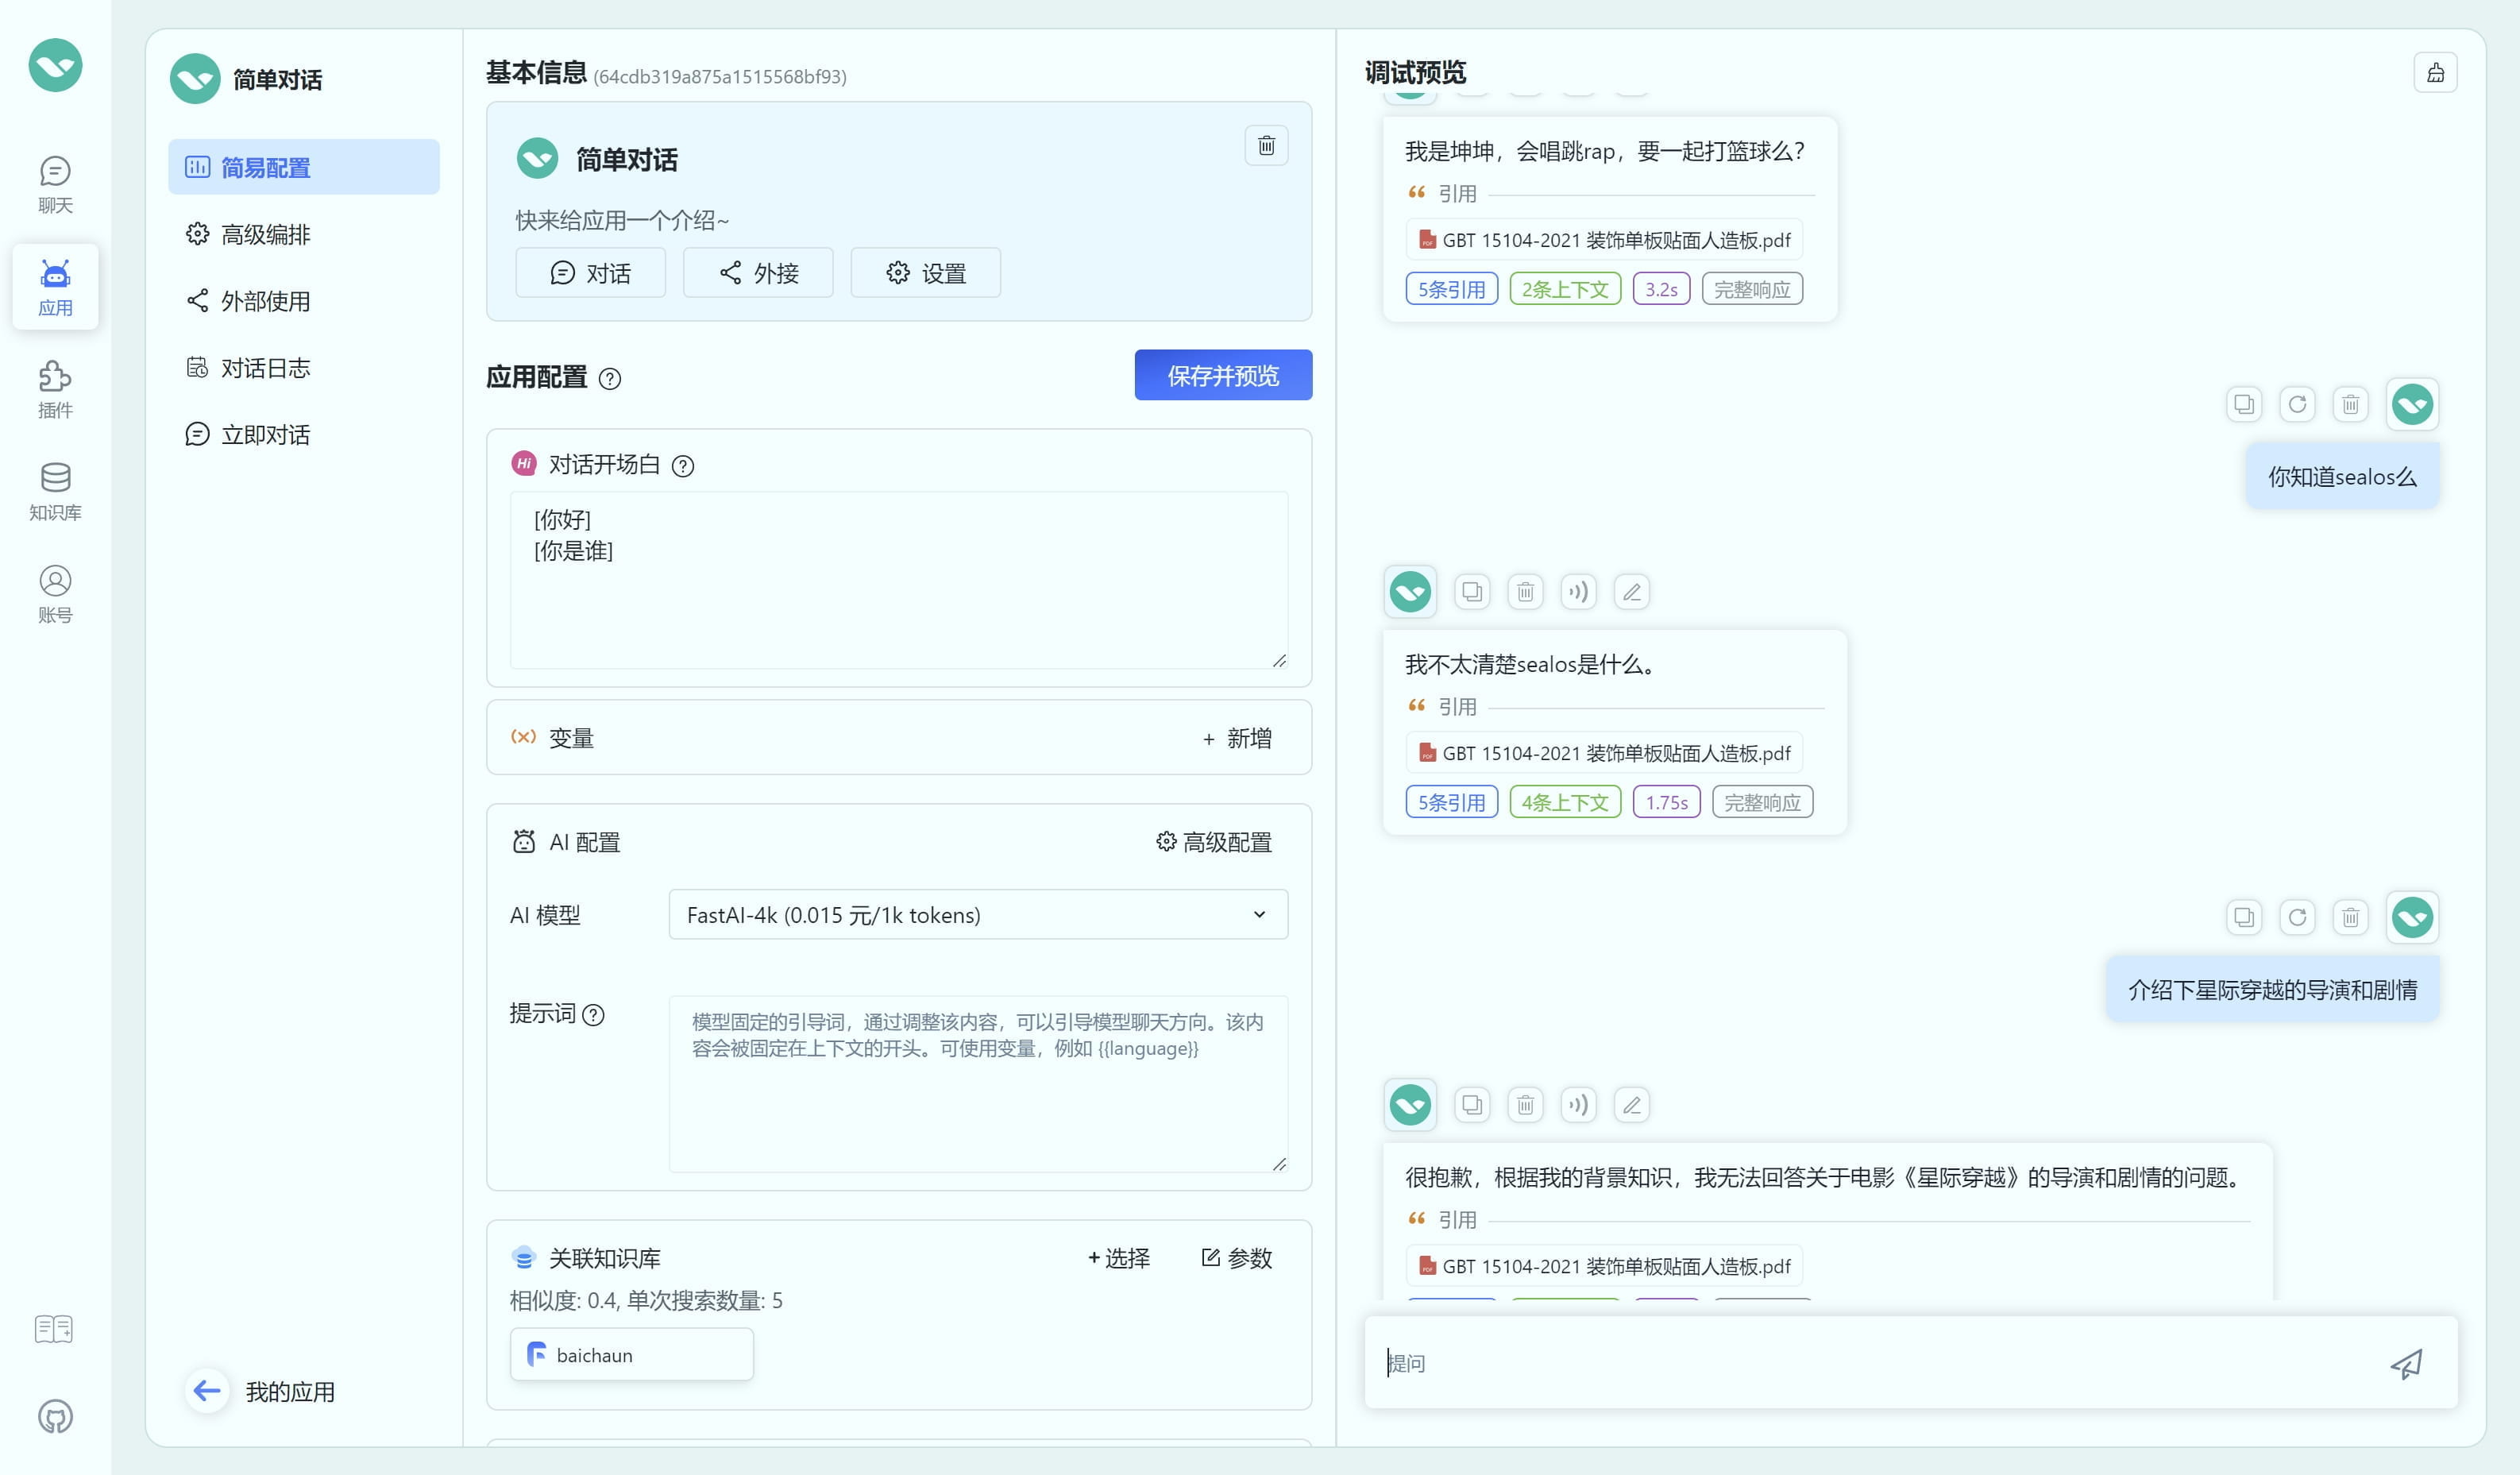 聊天
应用
插件
知识库
账号
简单对话
简易配置
高级编排
外部使用
对话日志
立即对话
我的应用
基本信息 (64cdb319a875a1515568bf93)
简单对话
快来给应用一个介绍~
对话 外接 设置
应用配置 保存并预览
Hi 对话开场白
[你好]
[你是谁]
(x) 变量 + 新增
AI 配置 高级配置
AI 模型 FastAI-4k (0.015 元/1k tokens)
提示词
模型固定的引导词，通过调整该内容，可以引导模型聊天方向。该内
容会被固定在上下文的开头。可使用变量，例如 {{language}}
关联知识库 +选择 参数
相似度: 0.4, 单次搜索数量: 5
baichaun
调试预览
我是坤坤，会唱跳rap，要一起打篮球么？
引用
GBT 15104-2021 装饰单板贴面人造板.pdf
5条引用 2条上下文 3.2s 完整响应
你知道sealos么
我不太清楚sealos是什么。
引用
GBT 15104-2021 装饰单板贴面人造板.pdf
5条引用 4条上下文 1.75s 完整响应
介绍下星际穿越的导演和剧情
很抱歉，根据我的背景知识，我无法回答关于电影《星际穿越》的导演和剧情的问题。
引用
GBT 15104-2021 装饰单板贴面人造板.pdf
提问